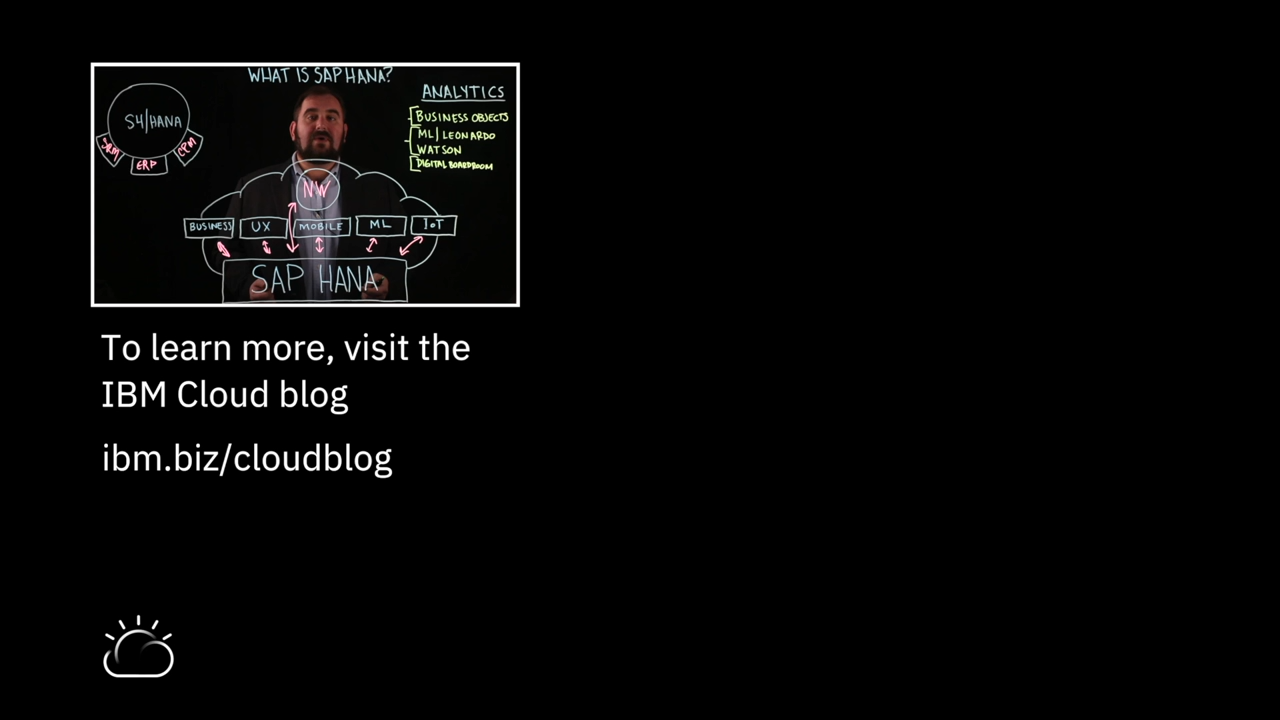 WHAT IS SAP HANA?
S4/HANA
SRM
ERP
CPM
ANALYTICS
BUSINESS OBJECTS
ML | LEONARDO
WATSON
DIGITAL BOARDROOM
NW
BUSINESS
UX
MOBILE
ML
IoT
SAP HANA
To learn more, visit the
IBM Cloud blog
ibm.biz/cloudblog